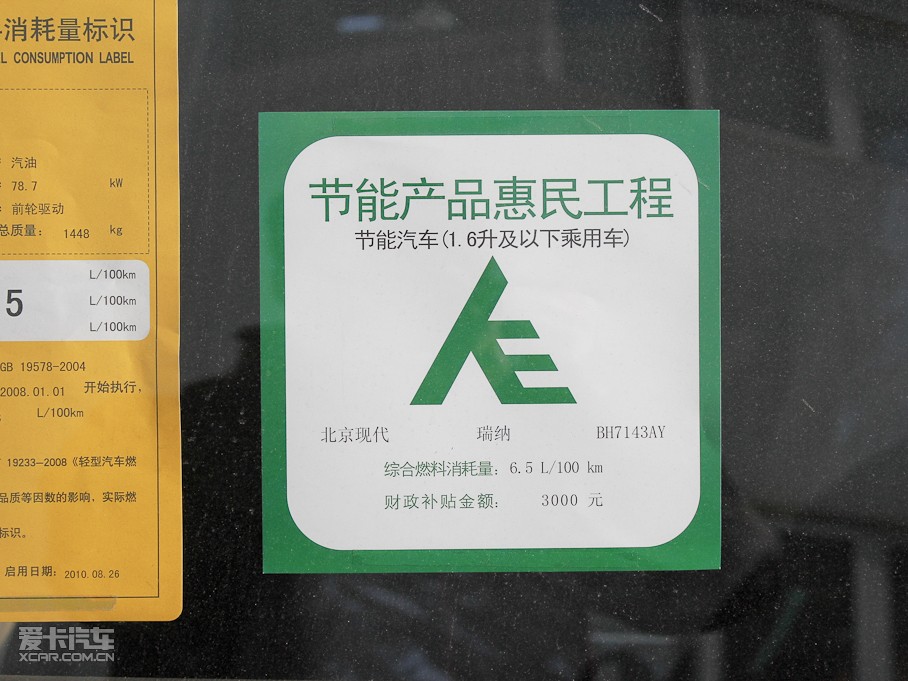 消耗量标识
L CONSUMPTION LABEL
汽油
78.7 kW
前轮驱动
总质量： 1448 kg
L/100km
5 L/100km
L/100km
GB 19578-2004
2008.01.01 开始执行，
L/100km
19233-2008《轻型汽车燃
品质等因数的影响，实际燃
标识。
启用日期： 2010.08.26
节能产品惠民工程
节能汽车(1.6升及以下乘用车)
北京现代 瑞纳 BH7143AY
综合燃料消耗量： 6.5 L/100 km
财政补贴金额： 3000 元
爱卡汽车
XCAR.COM.CN